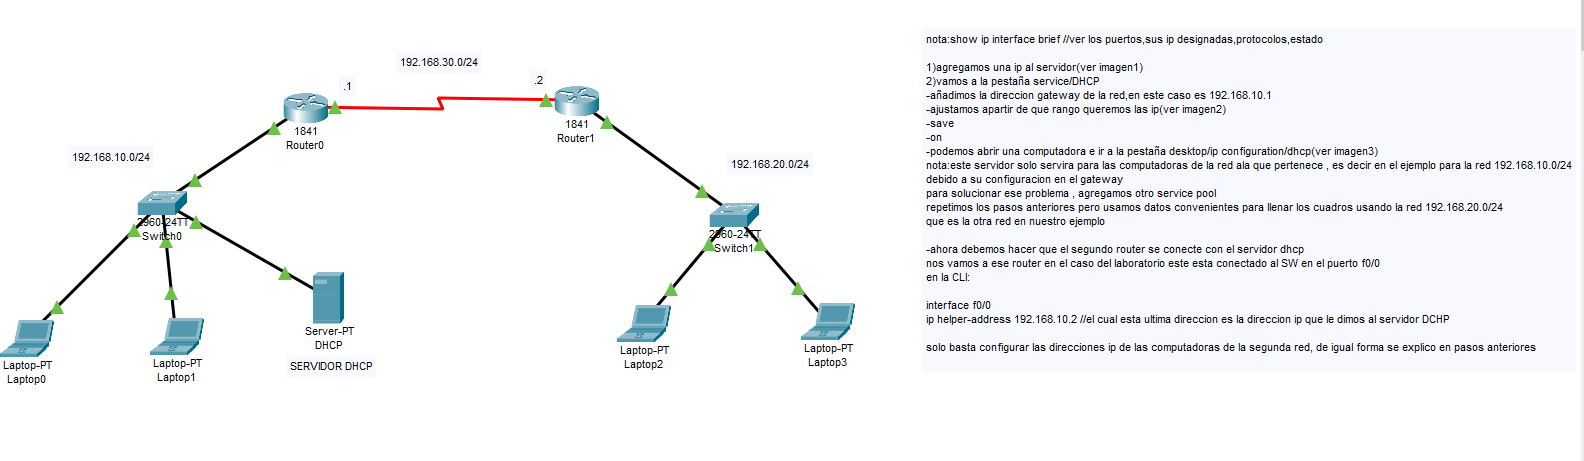 192.168.30.0/24
.1
.2
1841
Router0
1841
Router1
192.168.10.0/24
192.168.20.0/24
2960-24TT
Switch0
2960-24TT
Switch1
Server-PT
DHCP
SERVIDOR DHCP
Laptop-PT
Laptop0
Laptop-PT
Laptop1
Laptop-PT
Laptop2
Laptop-PT
Laptop3
nota:show ip interface brief //ver los puertos,sus ip designadas,protocolos,estado
1)agregamos una ip al servidor(ver imagen1)
2)vamos a la pestaña service/DHCP
-añadimos la direccion gateway de la red,en este caso es 192.168.10.1
-ajustamos apartir de que rango queremos las ip(ver imagen2)
-save
-on
-podemos abrir una computadora e ir a la pestaña desktop/ip configuration/dhcp(ver imagen3)
nota:este servidor solo servira para las computadoras de la red ala que pertenece , es decir en el ejemplo para la red 192.168.10.0/24
debido a su configuracion en el gateway
para solucionar ese problema , agregamos otro service pool
repetimos los pasos anteriores pero usamos datos convenientes para llenar los cuadros usando la red 192.168.20.0/24
que es la otra red en nuestro ejemplo
-ahora debemos hacer que el segundo router se conecte con el servidor dhcp
nos vamos a ese router en el caso del laboratorio este esta conectado al SW en el puerto f0/0
en la CLI:
interface f0/0
ip helper-address 192.168.10.2 //el cual esta ultima direccion es la direccion ip que le dimos al servidor DCHP
solo basta configurar las direcciones ip de las computadoras de la segunda red, de igual forma se explico en pasos anteriores